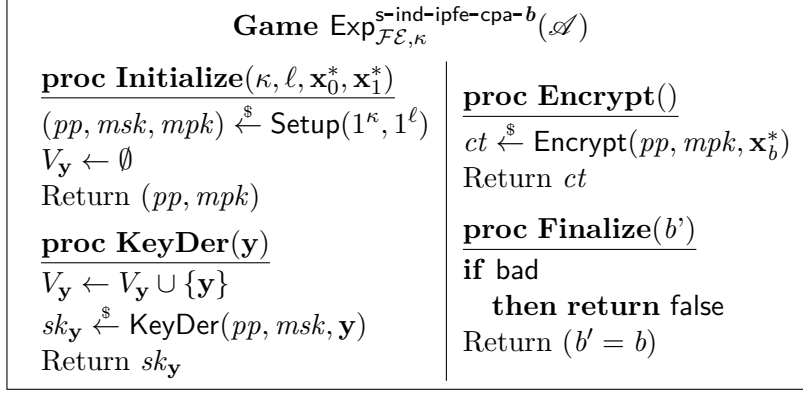 Game Exp^{s-ind-ipfe-cpa-b}_{FE,κ}(𝒜)
proc Initialize(κ, ℓ, x*_0, x*_1)
(pp, msk, mpk) ←$ Setup(1^κ, 1^ℓ)
V_y ← ∅
Return (pp, mpk)
proc KeyDer(y)
V_y ← V_y ∪ {y}
sk_y ←$ KeyDer(pp, msk, y)
Return sk_y
proc Encrypt()
ct ←$ Encrypt(pp, mpk, x*_b)
Return ct
proc Finalize(b’)
if bad
then return false
Return (b′ = b)